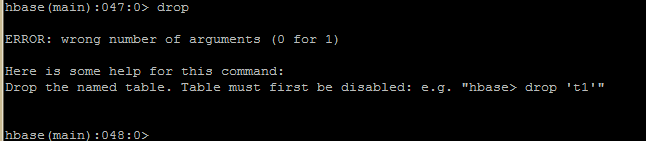 hbase(main):047:0> drop
ERROR: wrong number of arguments (0 for 1)
Here is some help for this command:
Drop the named table. Table must first be disabled: e.g. "hbase> drop 't1'"
hbase(main):048:0>